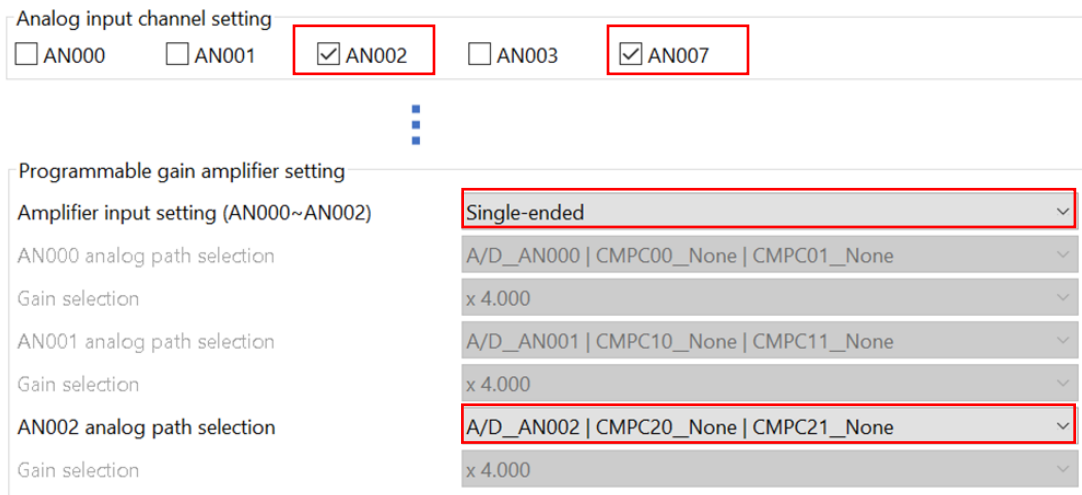 Analog input channel setting
AN000 AN001 AN002 AN003 AN007
Programmable gain amplifier setting
Amplifier input setting (AN000~AN002) Single-ended
AN000 analog path selection A/D__AN000 | CMPC00__None | CMPC01__None
Gain selection x 4.000
AN001 analog path selection A/D__AN001 | CMPC10__None | CMPC11__None
Gain selection x 4.000
AN002 analog path selection A/D__AN002 | CMPC20__None | CMPC21__None
Gain selection x 4.000